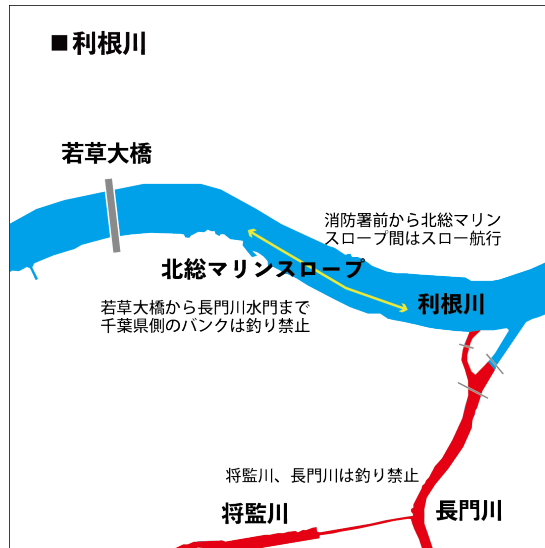 ■利根川
若草大橋
消防署前から北総マリン
スロープ間はスロー航行
北総マリンスロープ
若草大橋から長門川水門まで
千葉県側のバンクは釣り禁止
利根川
将監川、長門川は釣り禁止
将監川
長門川